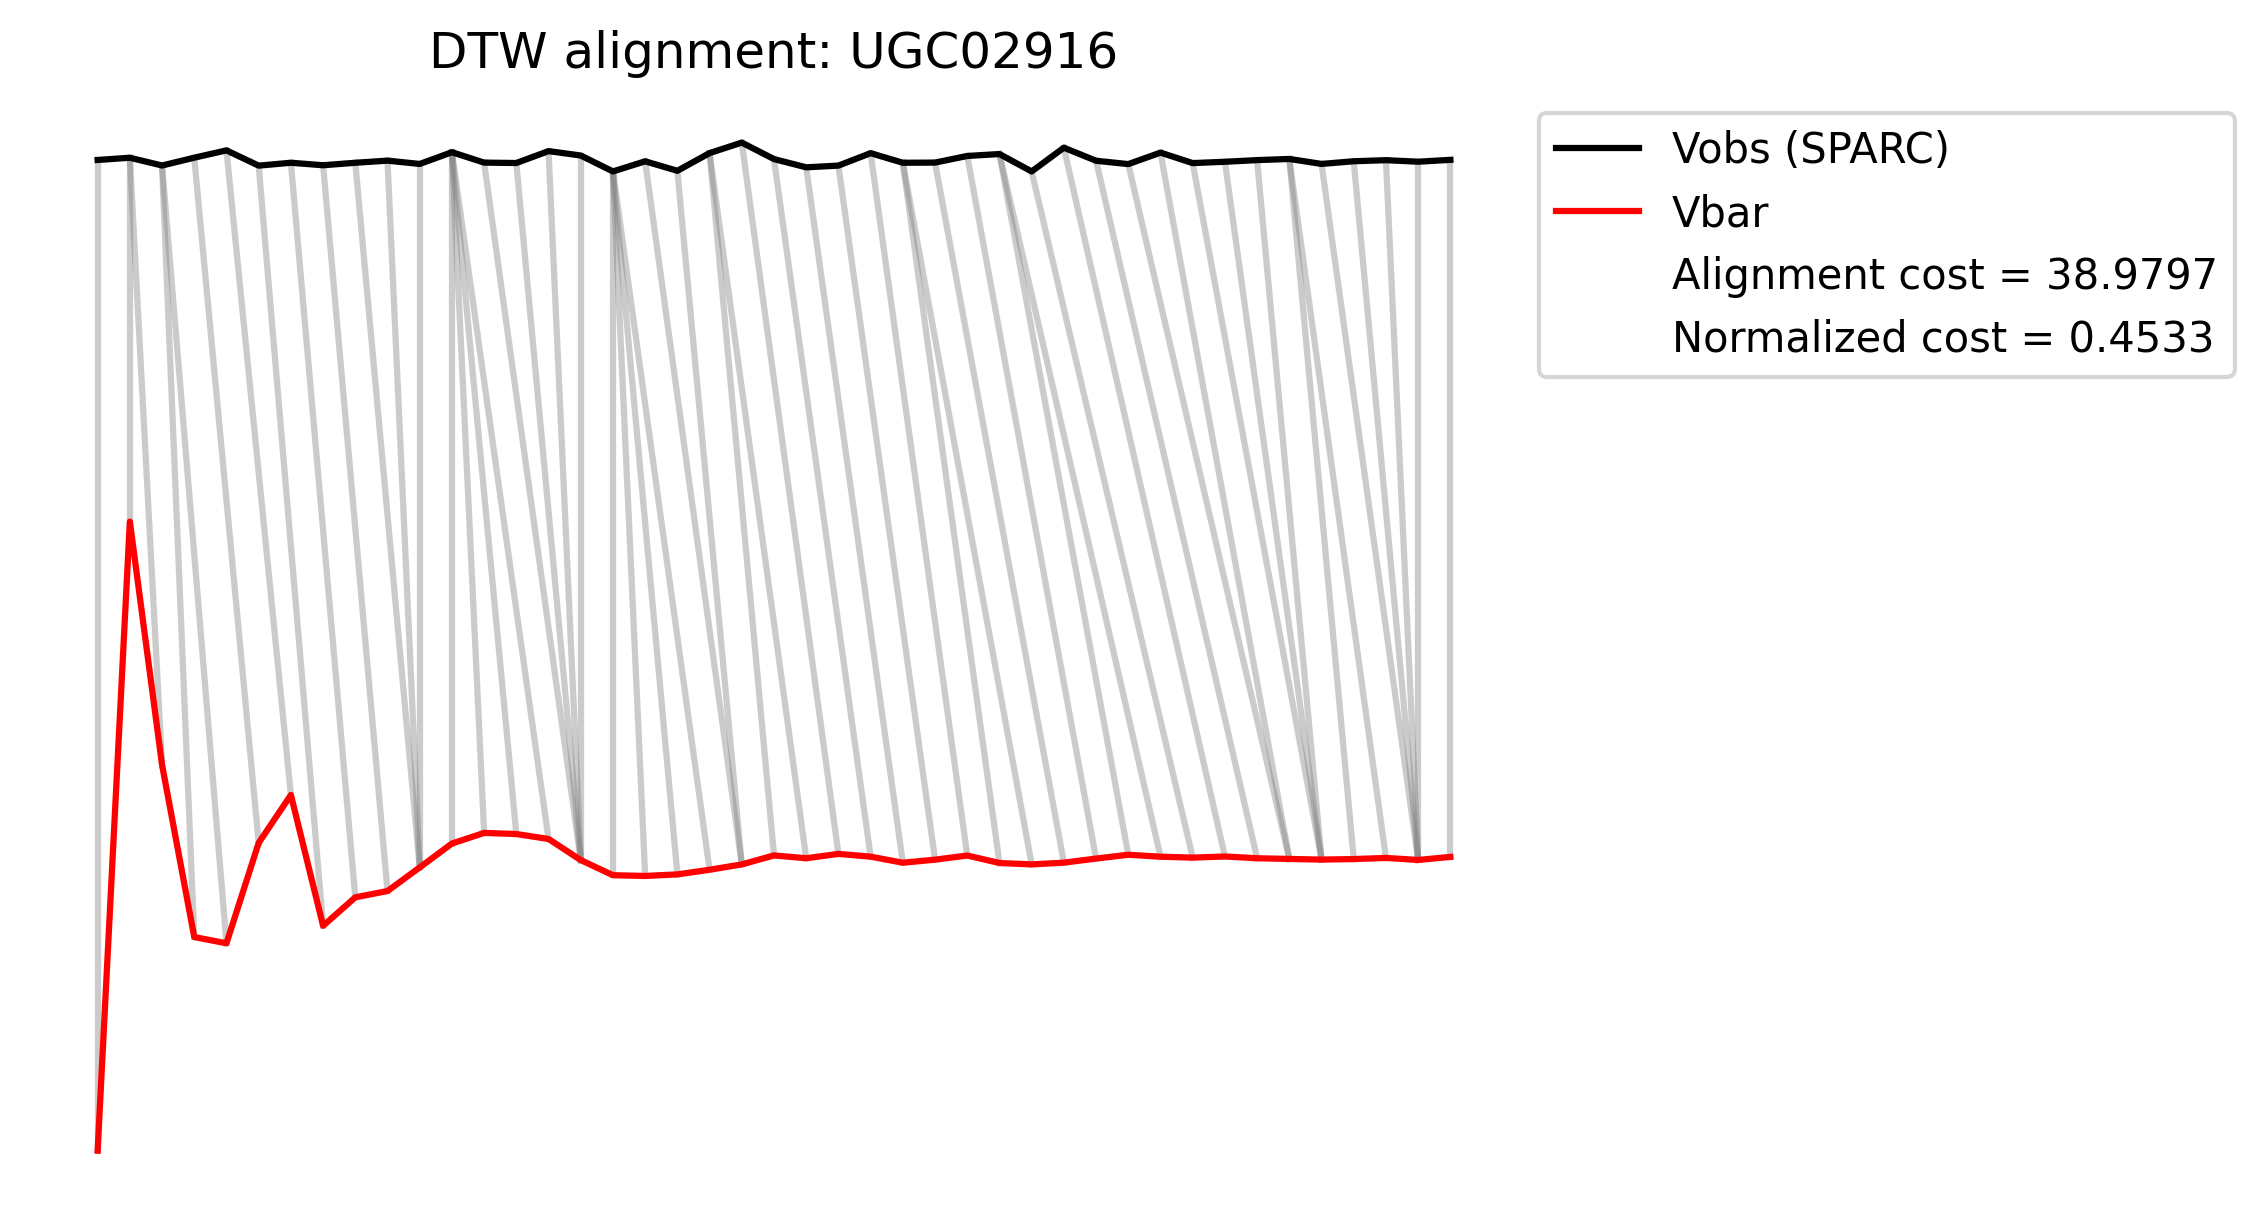 DTW alignment: UGC02916
Vobs (SPARC)
Vbar
Alignment cost = 38.9797
Normalized cost = 0.4533